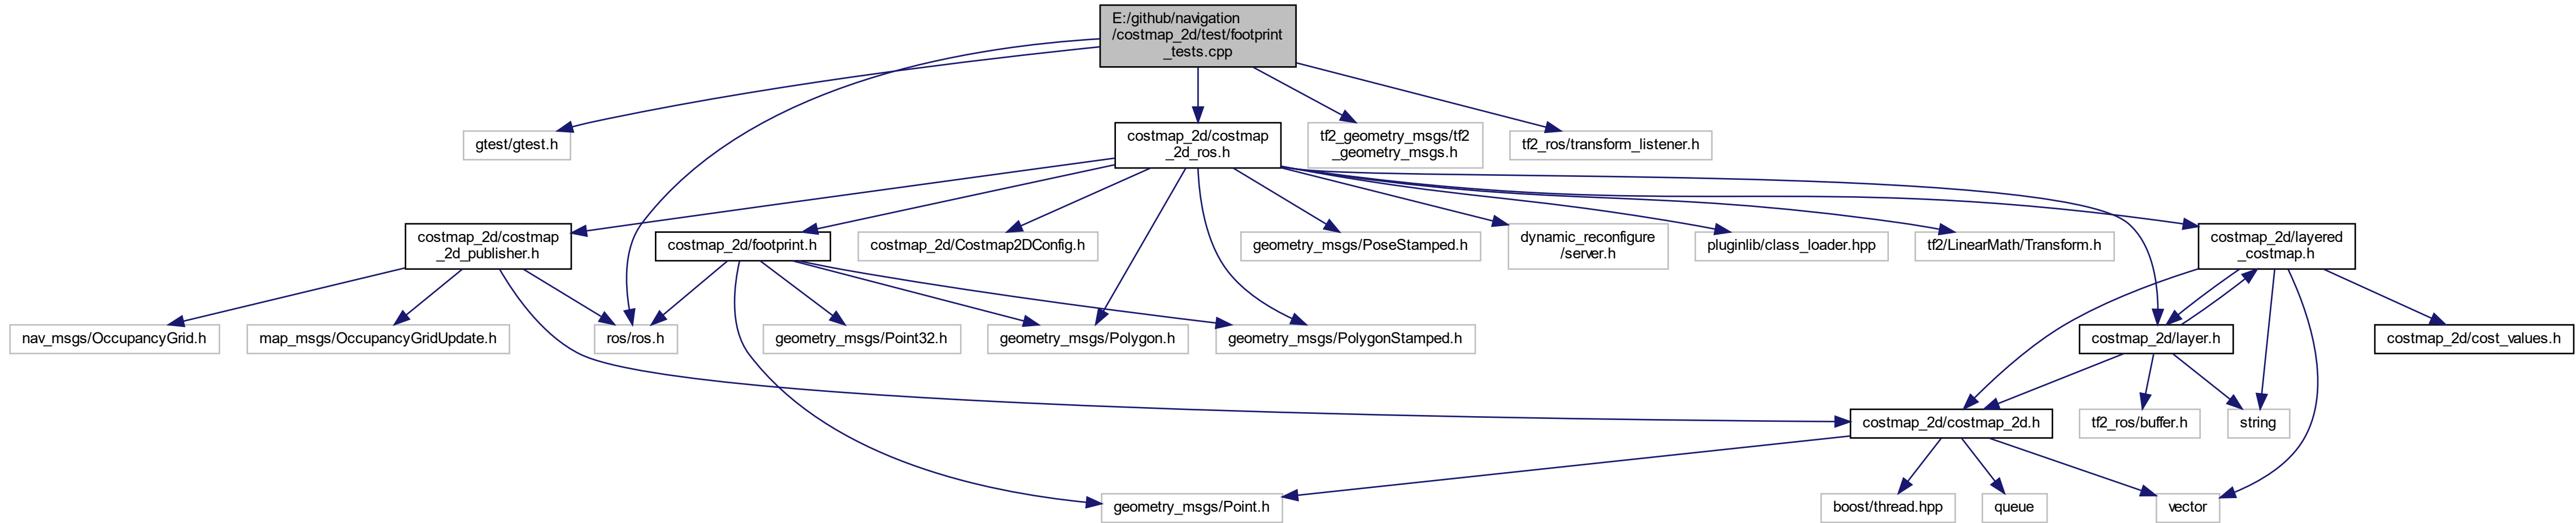 E:/github/navigation
/costmap_2d/test/footprint
_tests.cpp
gtest/gtest.h
costmap_2d/costmap
_2d_ros.h
tf2_geometry_msgs/tf2
_geometry_msgs.h
tf2_ros/transform_listener.h
costmap_2d/costmap
_2d_publisher.h
costmap_2d/footprint.h
costmap_2d/Costmap2DConfig.h
geometry_msgs/PoseStamped.h
dynamic_reconfigure
/server.h
pluginlib/class_loader.hpp
tf2/LinearMath/Transform.h
costmap_2d/layered
_costmap.h
nav_msgs/OccupancyGrid.h
map_msgs/OccupancyGridUpdate.h
ros/ros.h
geometry_msgs/Point32.h
geometry_msgs/Polygon.h
geometry_msgs/PolygonStamped.h
costmap_2d/layer.h
costmap_2d/cost_values.h
costmap_2d/costmap_2d.h
tf2_ros/buffer.h
string
geometry_msgs/Point.h
boost/thread.hpp
queue
vector